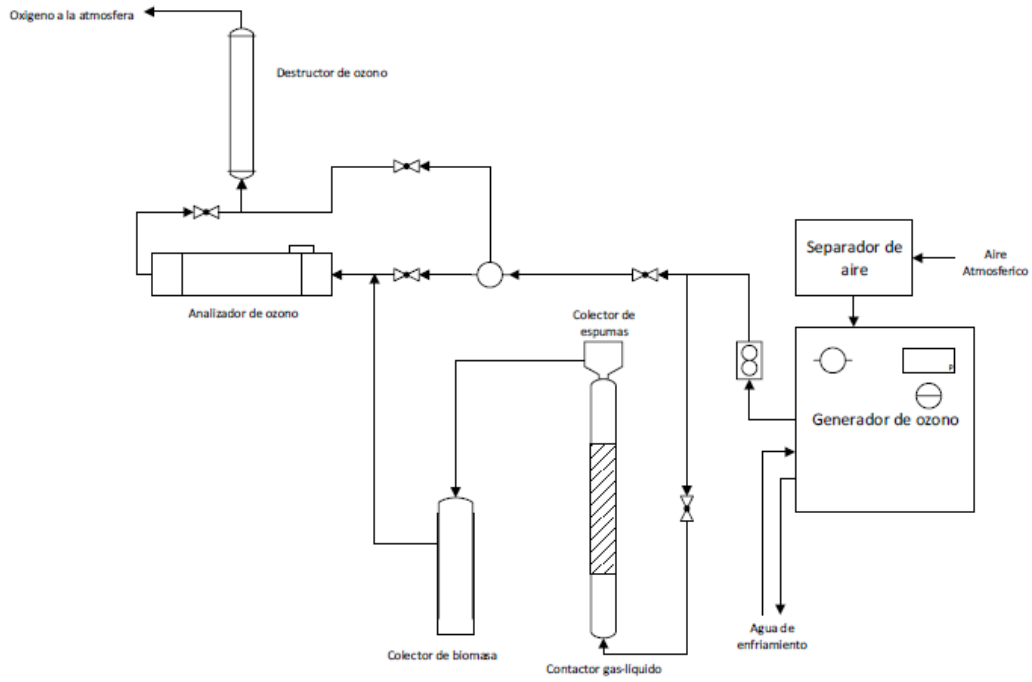 Oxigeno a la atmosfera
Destructor de ozono
Separador de
aire
Aire
Atmosferico
Analizador de ozono
Colector de
espumas
P
Generador de ozono
Agua de
enfriamiento
Colector de biomasa
Contactor gas-líquido